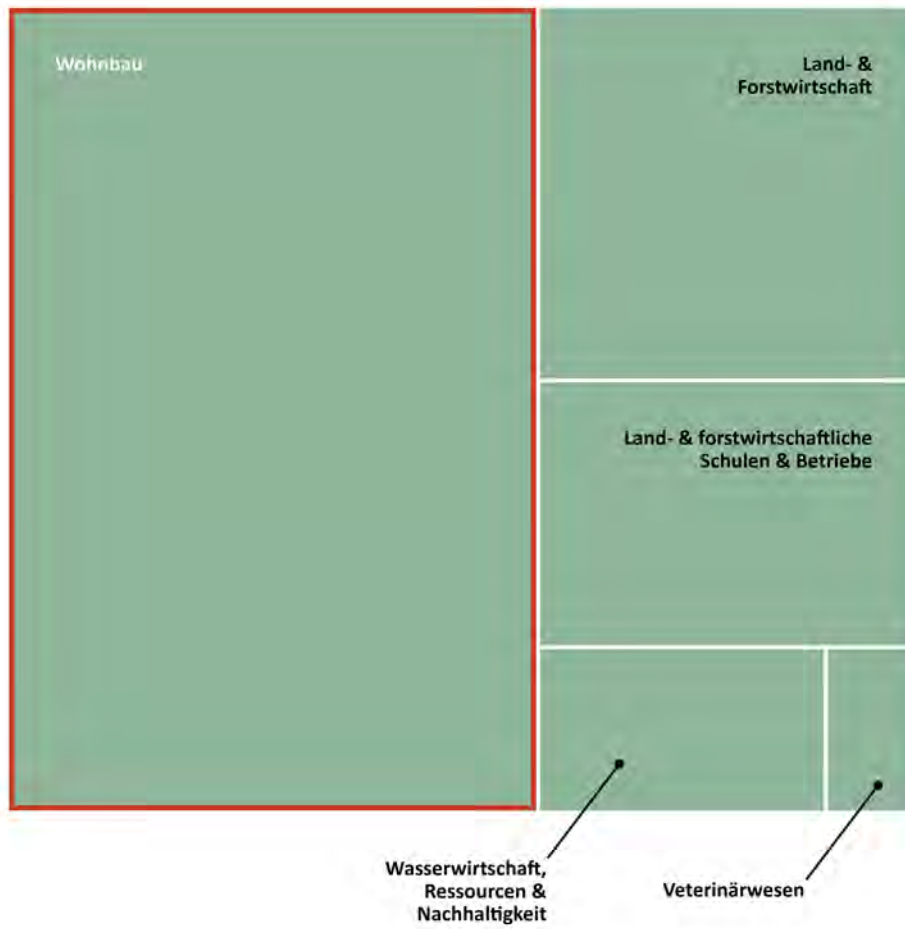 Wohnbau
Land- &
Forstwirtschaft
Land- & forstwirtschaftliche
Schulen & Betriebe
Wasserwirtschaft,
Ressourcen &
Nachhaltigkeit
Veterinärwesen